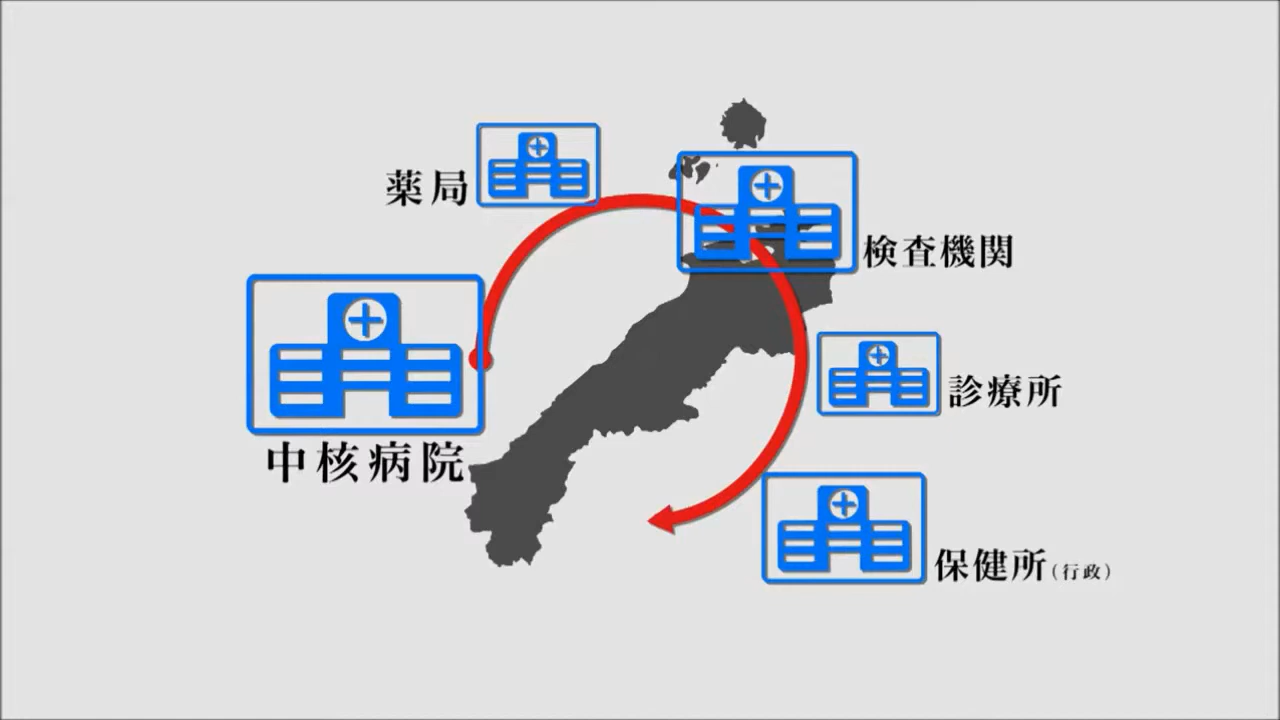 薬局
検査機関
診療所
中核病院
保健所(行政)